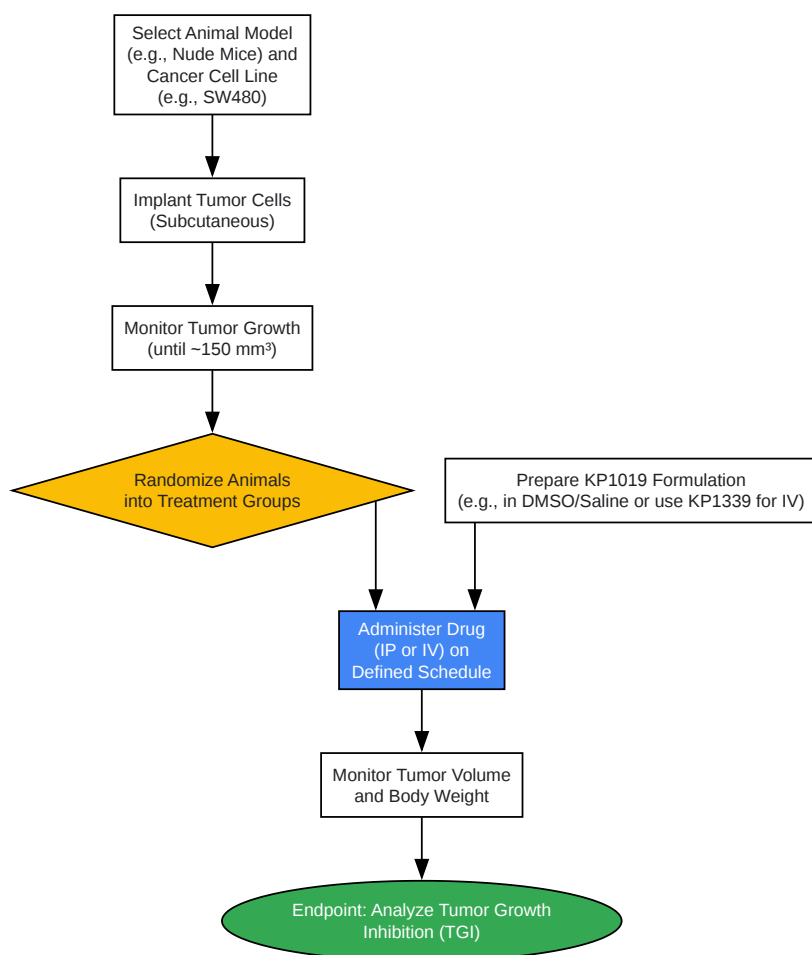 Select Animal Model
(e.g., Nude Mice) and
Cancer Cell Line
(e.g., SW480)
Implant Tumor Cells
(Subcutaneous)
Monitor Tumor Growth
(until ~150 mm³)
Randomize Animals
into Treatment Groups
Prepare KP1019 Formulation
(e.g., in DMSO/Saline or use KP1339 for IV)
Administer Drug
(IP or IV) on
Defined Schedule
Monitor Tumor Volume
and Body Weight
Endpoint: Analyze Tumor Growth
Inhibition (TGI)